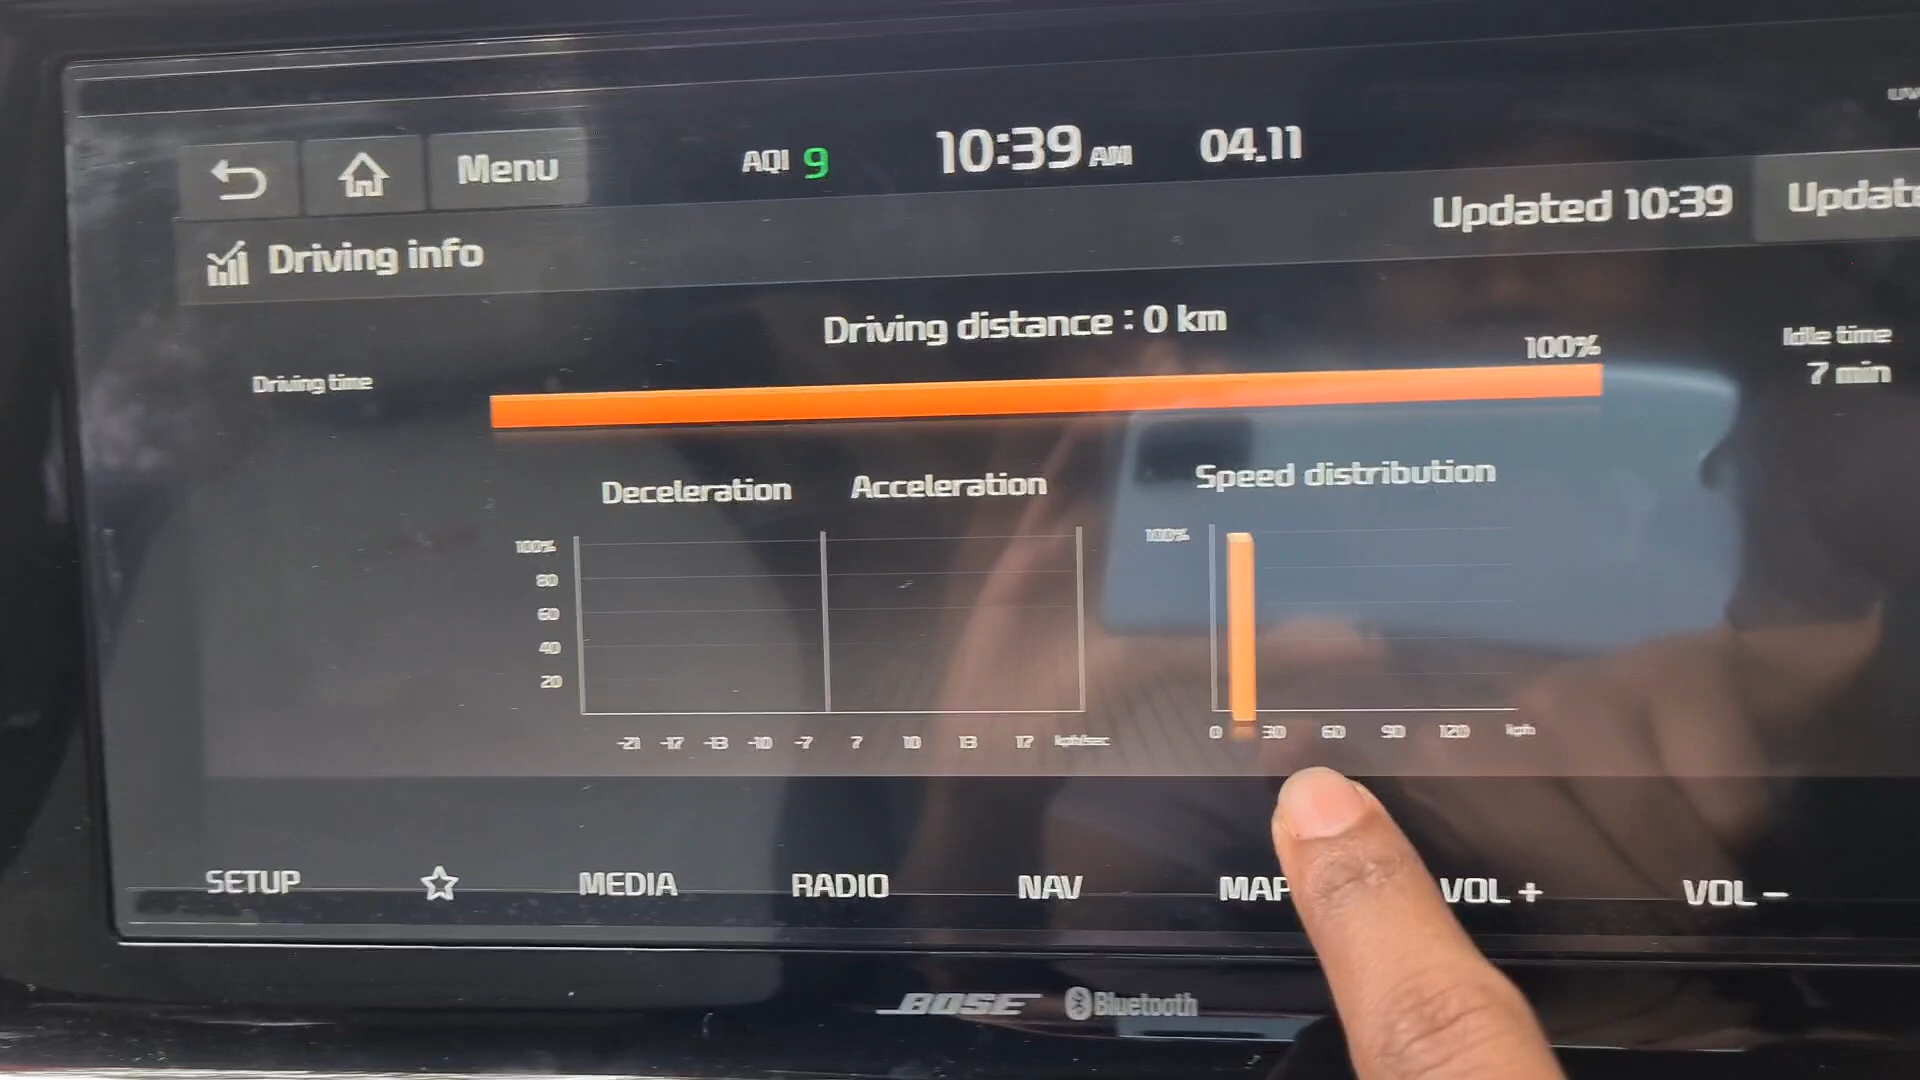 Menu AQI 9 10:39 AM 04.11
Driving info Updated 10:39
Driving distance : 0 km
Driving time 100% Idle time
7 min
Deceleration Acceleration Speed distribution
100% 100%
80
60
40
20
-21 -17 -13 -10 -7 7 10 13 17 kph/sec 0 30 60 90 120 kph
SETUP MEDIA RADIO NAV MAP VOL + VOL -
BOSE Bluetooth